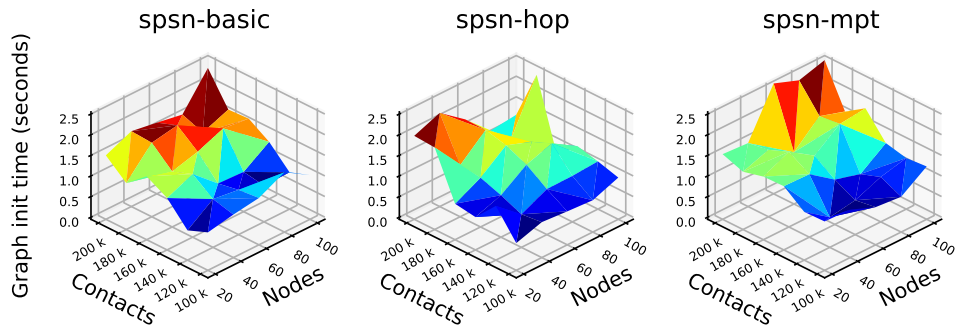 spsn-basic
spsn-hop
spsn-mpt
Graph init time (seconds)
2.5
2.0
1.5
1.0
0.5
0.0
200 k
180 k
160 k
140 k
120 k
100 k
Contacts
20
40
60
80
100
Nodes
2.5
2.0
1.5
1.0
0.5
0.0
200 k
180 k
160 k
140 k
120 k
100 k
Contacts
20
40
60
80
100
Nodes
2.5
2.0
1.5
1.0
0.5
0.0
200 k
180 k
160 k
140 k
120 k
100 k
Contacts
20
40
60
80
100
Nodes